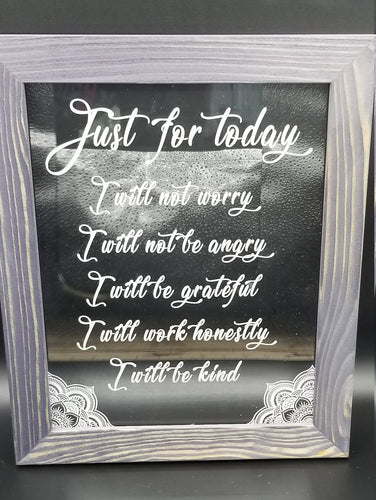 Just for today
I will not worry
I will not be angry
I will be grateful
I will work honestly
I will be kind